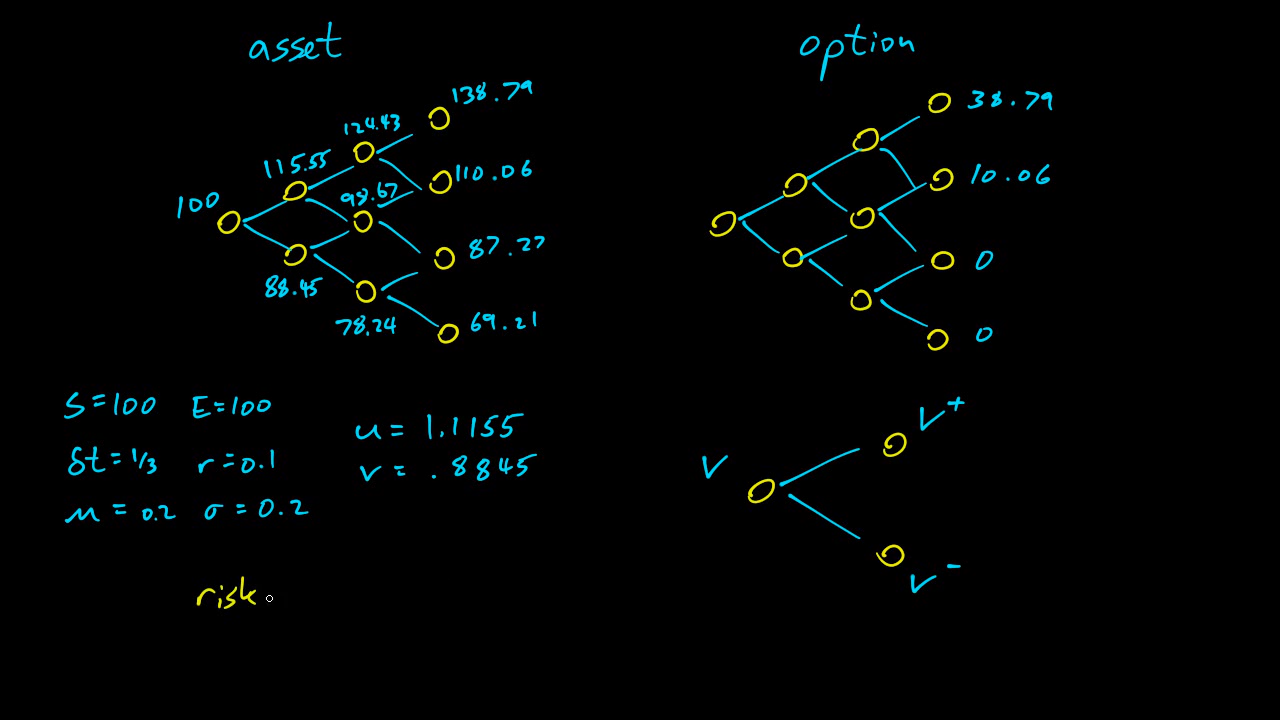 asset
option
138.79
124.43
115.55
110.06
100
98.67
87.27
88.45
78.24
69.21
38.79
10.06
0
0
S=100 E=100
δt=1/3 r=0.1
μ=0.2 σ=0.2
u=1.1155
v=.8845
V
V+
V-
risk